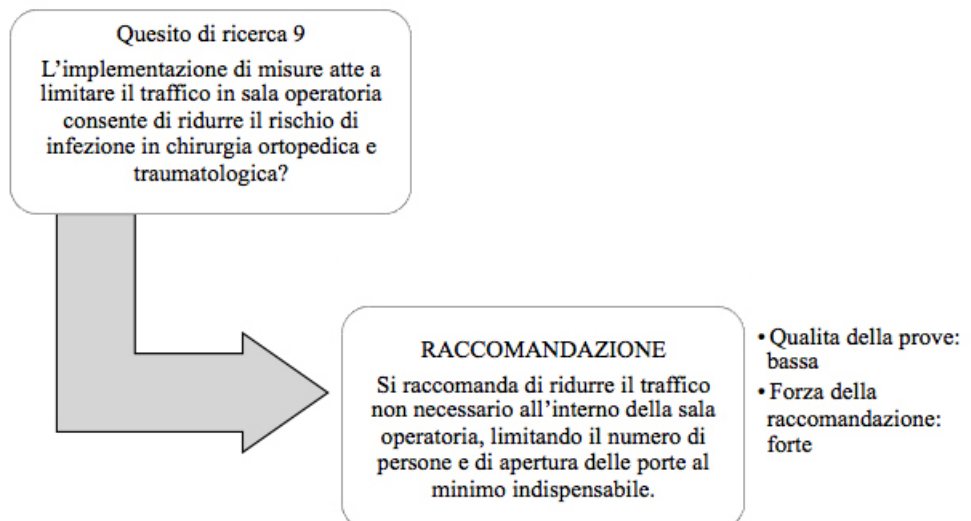 Quesito di ricerca 9
L'implementazione di misure atte a
limitare il traffico in sala operatoria
consente di ridurre il rischio di
infezione in chirurgia ortopedica e
traumatologica?
RACCOMANDAZIONE
Si raccomanda di ridurre il traffico
non necessario all'interno della sala
operatoria, limitando il numero di
persone e di apertura delle porte al
minimo indispensabile.
• Qualita della prove:
bassa
• Forza della
raccomandazione:
forte